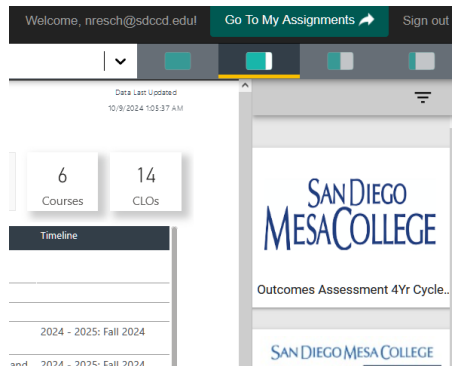 Welcome, nresch@sdccd.edu!
Go To My Assignments
Sign out
Data Last Updated
10/9/2024 1:05:37 AM
6
Courses
14
CLOs
Timeline
2024 - 2025: Fall 2024
and 2024 - 2025: Fall 2024
SAN DIEGO
MESA COLLEGE
Outcomes Assessment 4Yr Cycle..
SAN DIEGO MESA COLLEGE